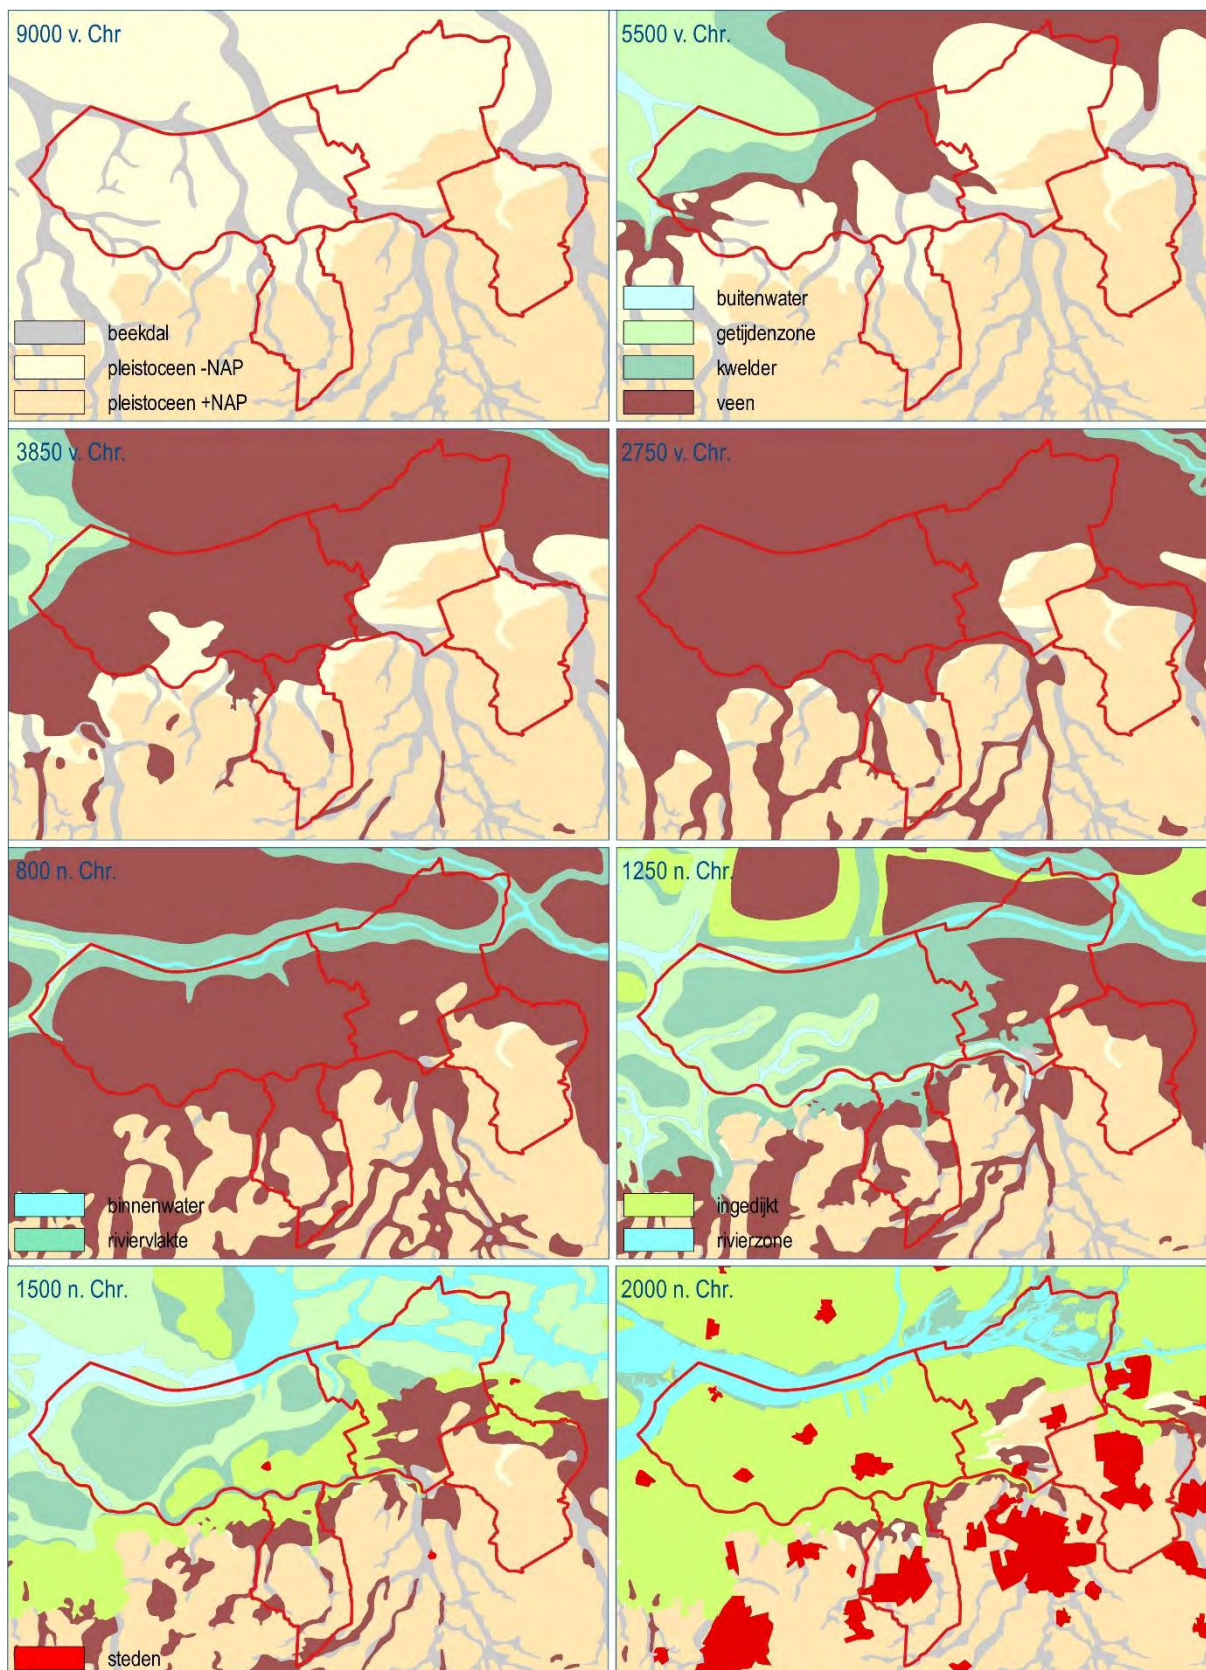 9000 v. Chr
beekdal
pleistoceen -NAP
pleistoceen +NAP
5500 v. Chr.
buitenwater
getijdenzone
kwelder
veen
3850 v. Chr.
2750 v. Chr.
800 n. Chr.
binnenwater
riviervlakte
1250 n. Chr.
ingedijkt
rivierzone
1500 n. Chr.
steden
2000 n. Chr.